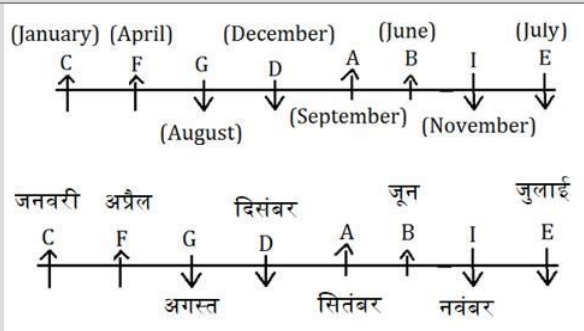 (January) (April) (December) (June) (July)
C F G D A B I E
(August) (September) (November)
जनवरी अप्रैल दिसंबर जून जुलाई
C F G D A B I E
अगस्त सितंबर नवंबर